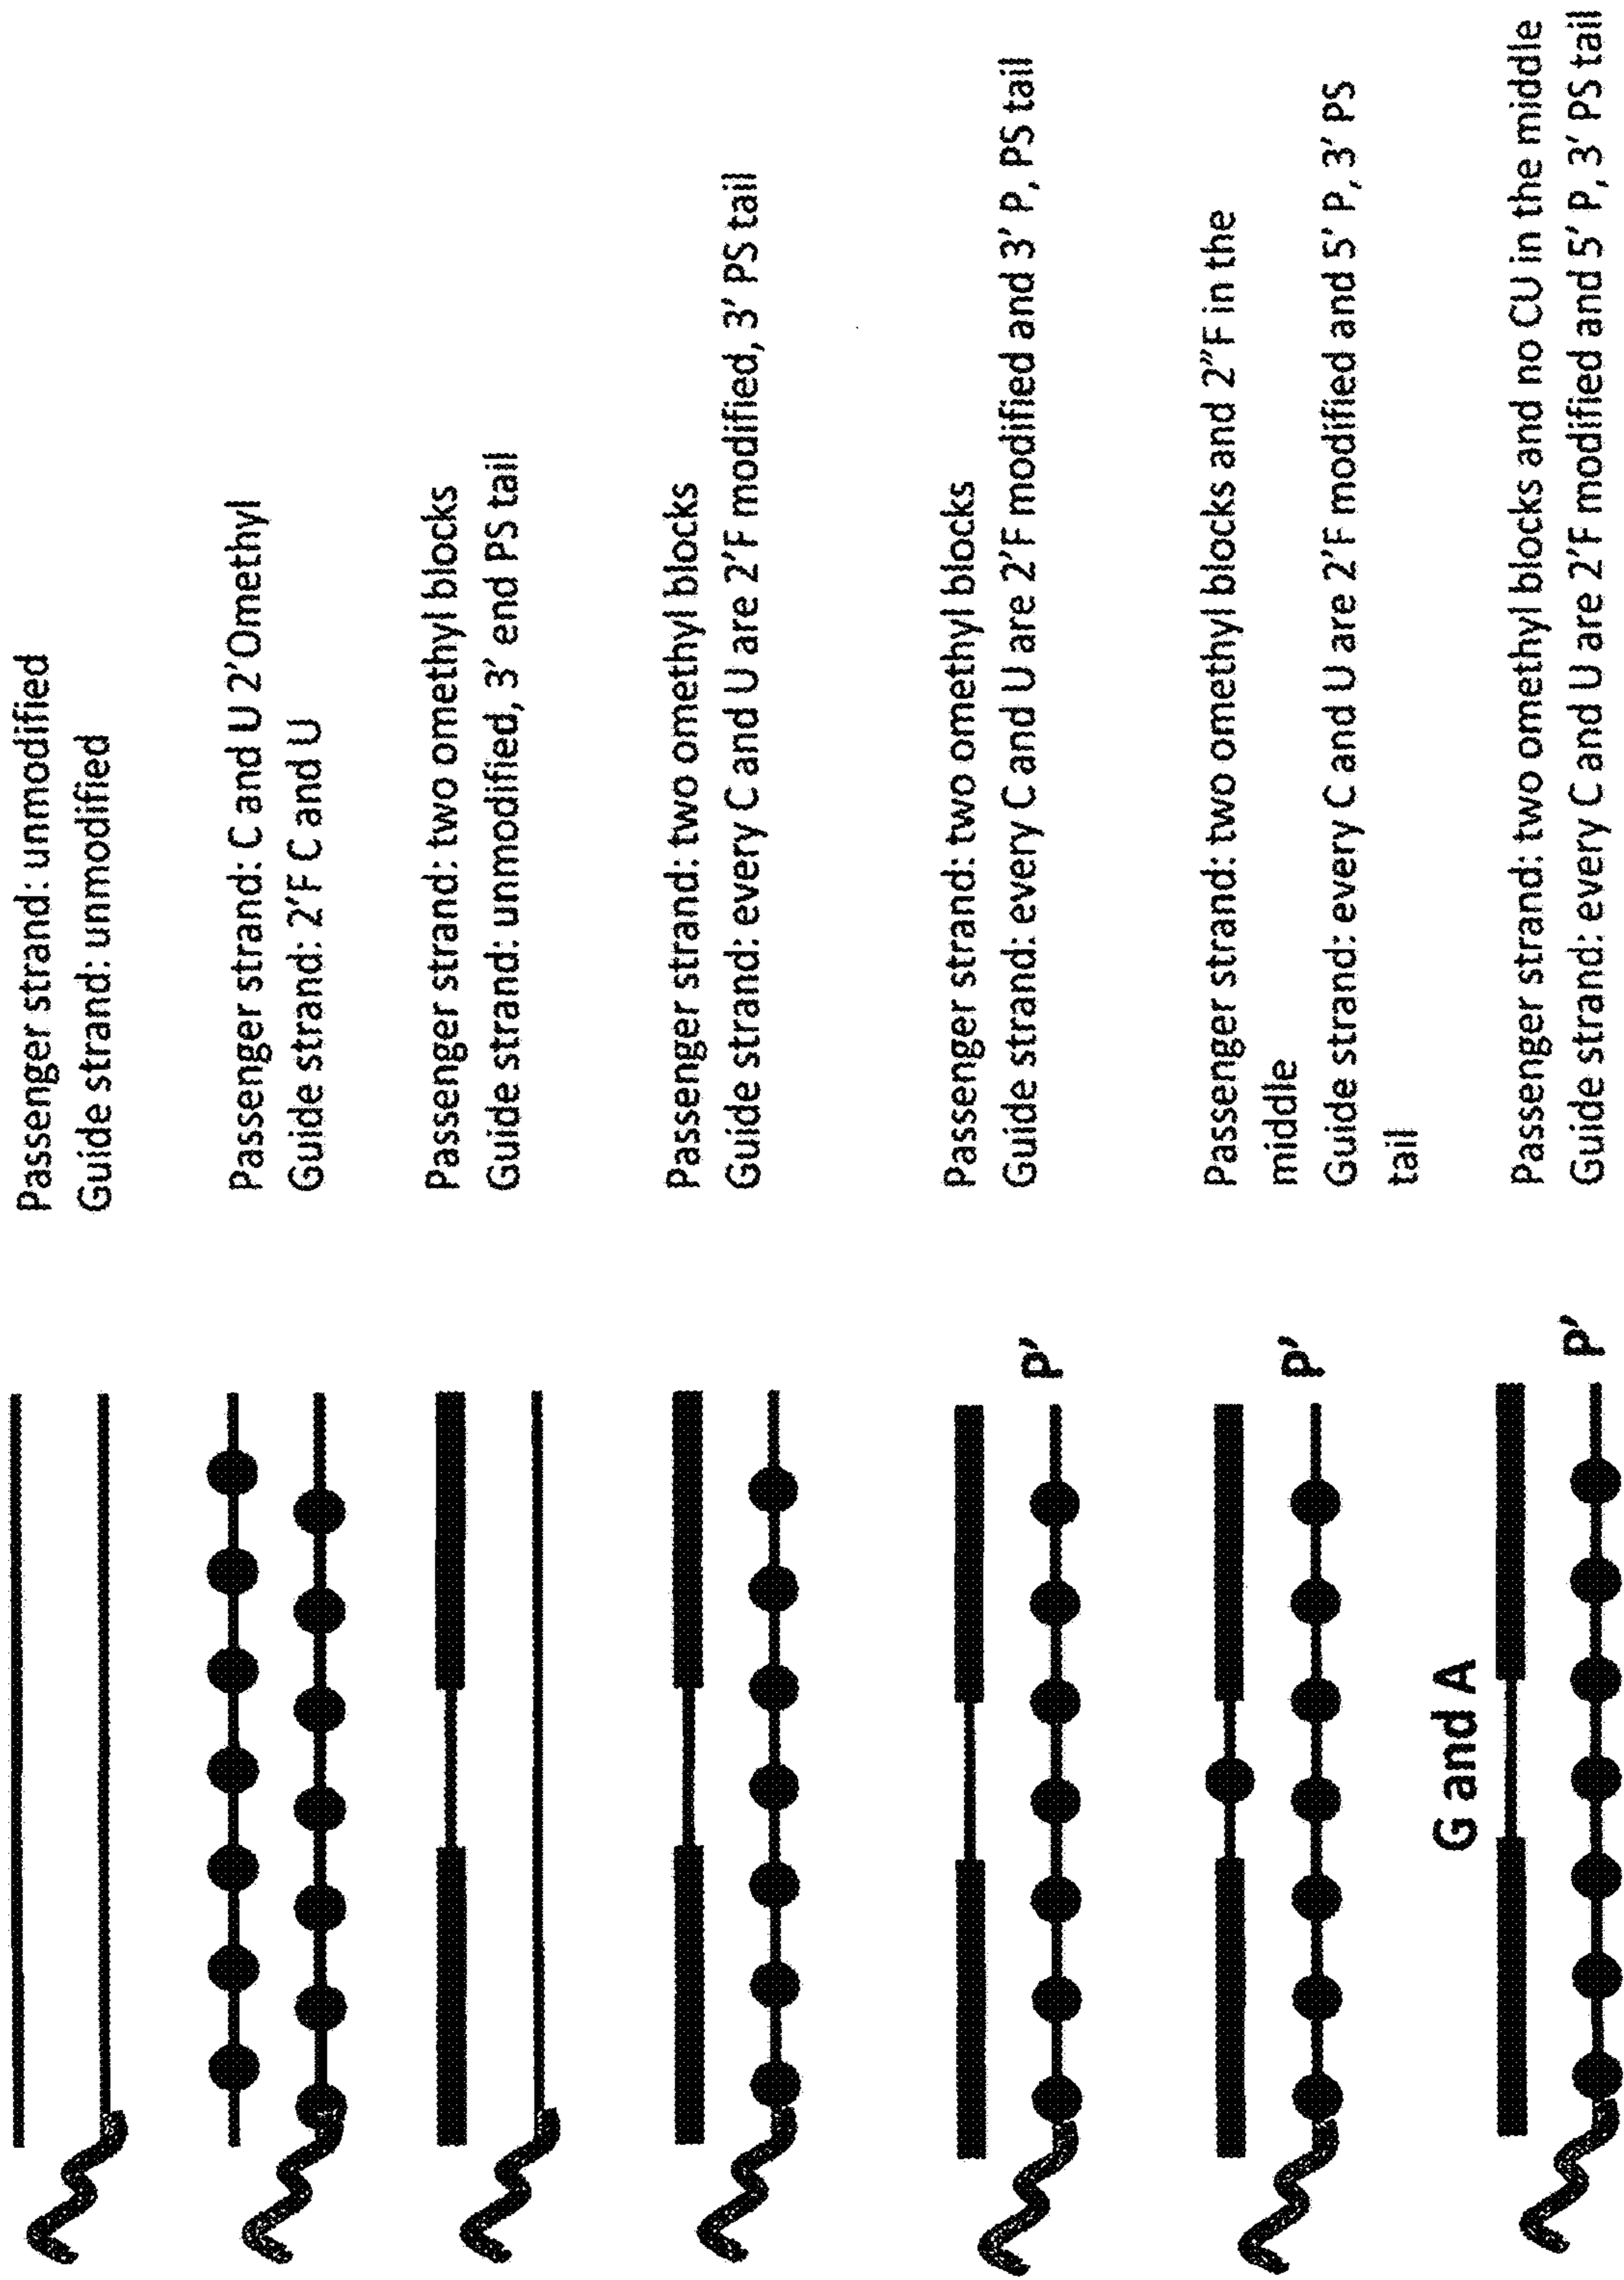 Passenger strand: unmodified
Guide strand: unmodified
Passenger strand: C and U 2'Omethyl
Guide strand: 2'F C and U
Passenger strand: two omethyl blocks
Guide strand: unmodified, 3' end PS tail
Passenger strand: two omethyl blocks
Guide strand: every C and U are 2'F modified, 3' PS tail
P'
Passenger strand: two omethyl blocks
Guide strand: every C and U are 2'F modified and 3' P, PS tail
P'
Passenger strand: two omethyl blocks and 2"F in the
middle
Guide strand: every C and U are 2'F modified and 5' P, 3' PS
tail
G and A
P'
Passenger strand: two omethyl blocks and no CU in the middle
Guide strand: every C and U are 2'F modified and 5' P, 3' PS tail